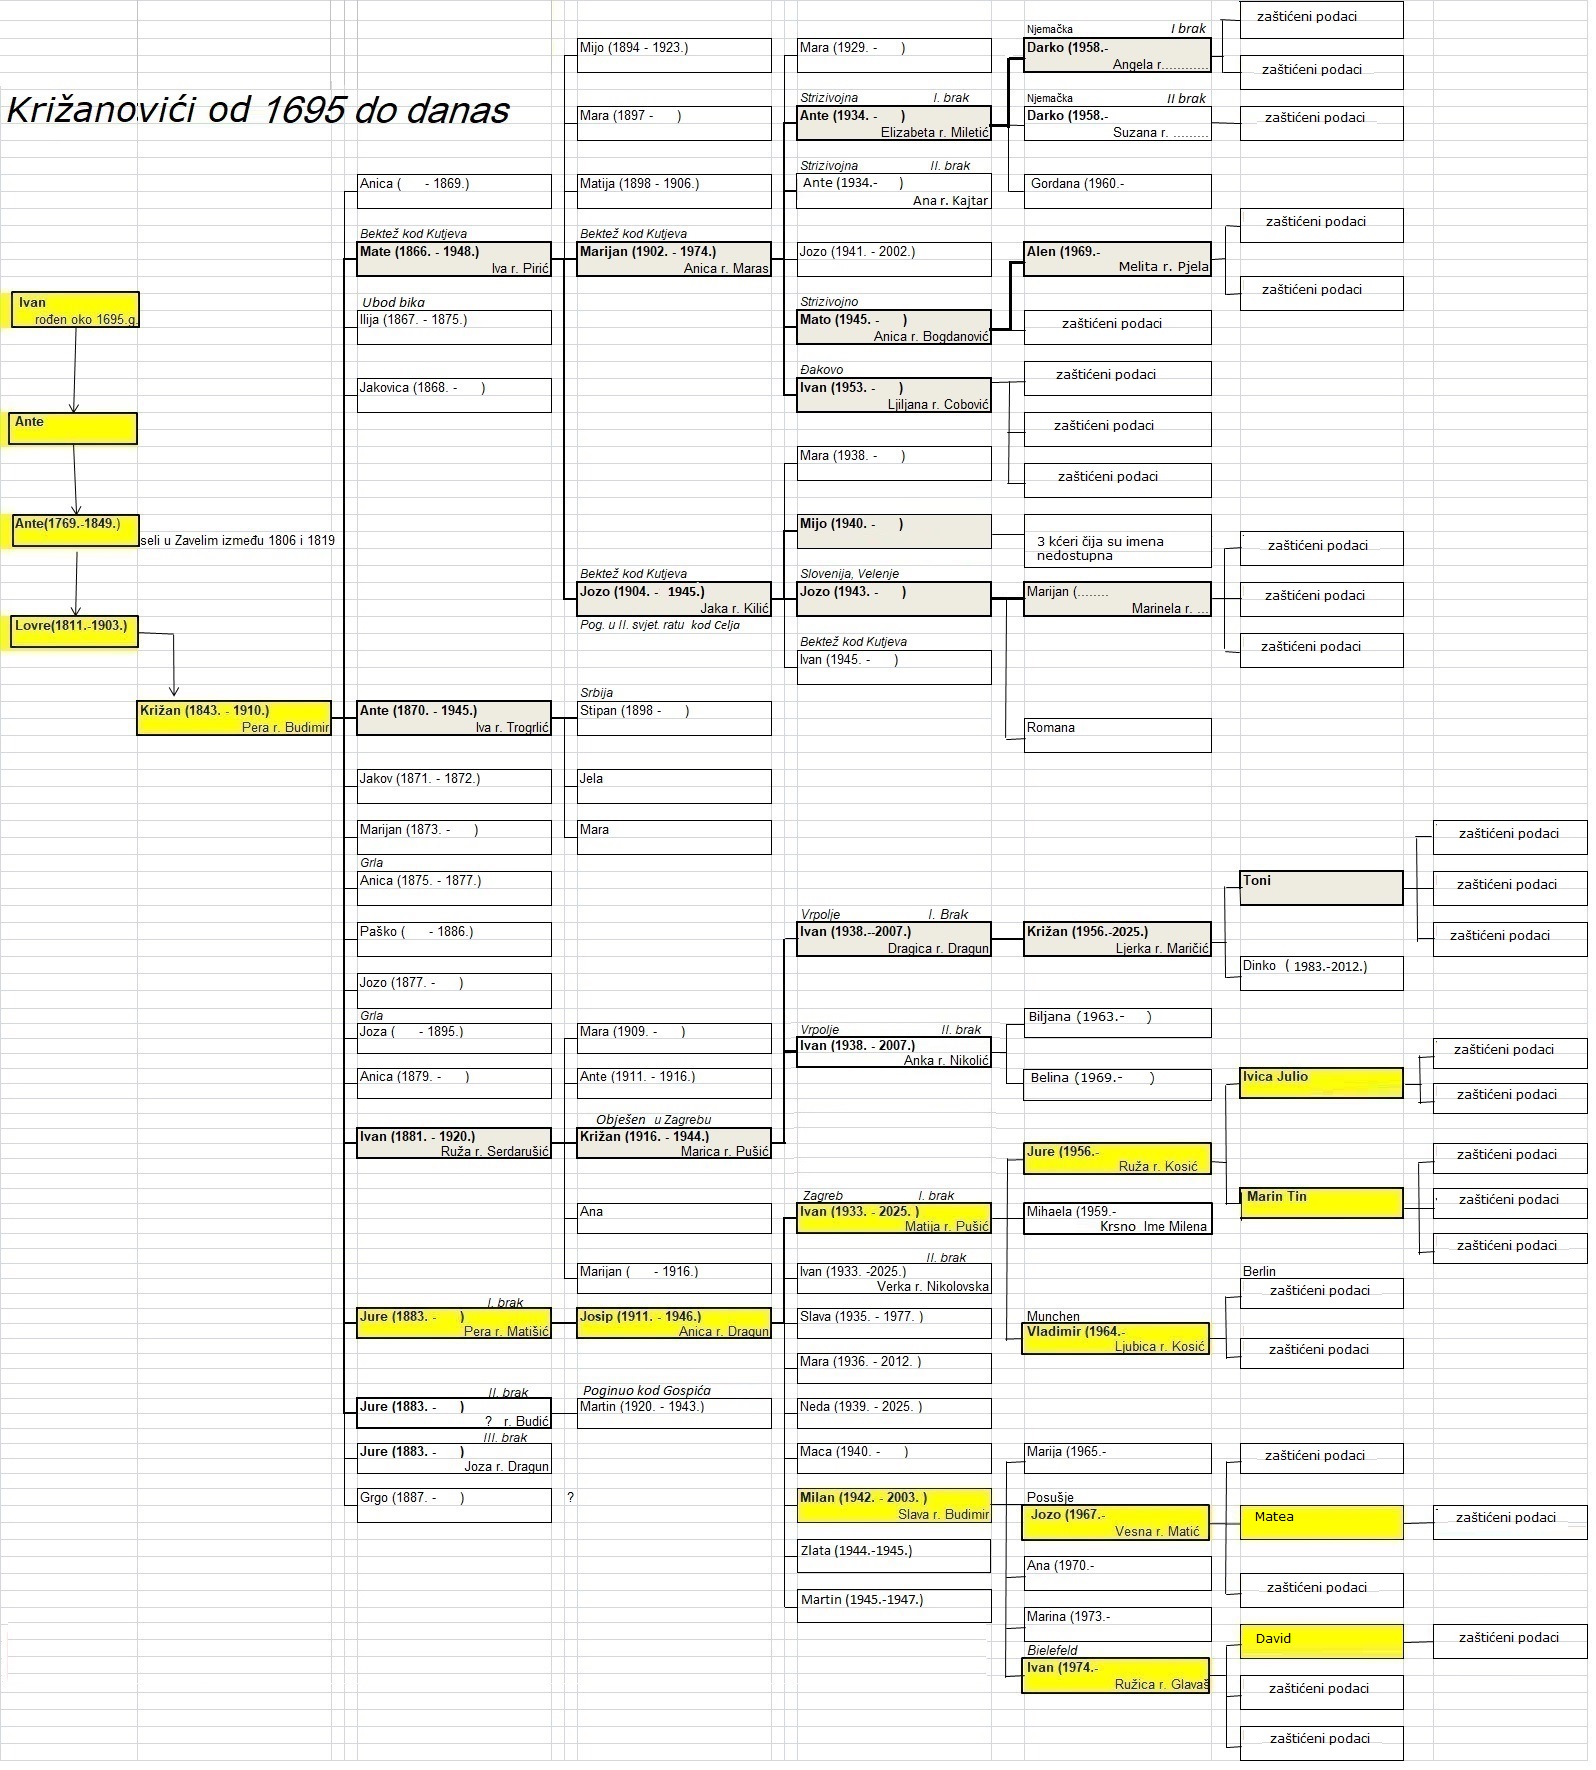 Križanovići od 1695 do danas
Ivan
rođen oko 1695.g.
Ante
Ante(1769.-1849.)
seli u Zavelim između 1806 i 1819
Lovre(1811.-1903.)
Križan (1843. - 1910.)
Pera r. Budimir
Anica (      - 1869.)
Bektež kod Kutjeva
Mate (1866. - 1948.)
Iva r. Pirić
Ubod bika
Ilija (1867. - 1875.)
Jakovica (1868. -      )
Ante (1870. - 1945.)
Iva r. Trogrlić
Jakov (1871. - 1872.)
Marijan (1873. -      )
Grla
Anica (1875. - 1877.)
Paško (      - 1886.)
Jozo (1877. -      )
Grla
Joza (      - 1895.)
Anica (1879. -      )
Ivan (1881. - 1920.)
Ruža r. Serdarušić
I. brak
Jure (1883. -      )
Pera r. Matišić
II. brak
Jure (1883. -      )
?   r. Budić
III. brak
Jure (1883. -      )
Joza r. Dragun
Grgo (1887. -      )
?
Mijo (1894 - 1923.)
Mara (1897 -      )
Matija (1898 - 1906.)
Bektež kod Kutjeva
Marijan (1902. - 1974.)
Anica r. Maras
Bektež kod Kutjeva
Jozo (1904. -  1945.)
Jaka r. Kilić
Pog. u II. svjet. ratu  kod Celja
Srbija
Stipan (1898 -      )
Jela
Mara
Mara (1909. -      )
Ante (1911. - 1916.)
Obješen  u Zagrebu
Križan (1916. - 1944.)
Marica r. Pušić
Ana
Marijan (      - 1916.)
Josip (1911. - 1946.)
Anica r. Dragun
Poginuo kod Gospića
Martin (1920. - 1943.)
Mara (1929. -      )
Strizivojna   I. brak
Ante (1934. -      )
Elizabeta r. Miletić
Strizivojna   II. brak
Ante (1934.-      )
Ana r. Kajtar
Jozo (1941. - 2002.)
Strizivojno
Mato (1945. -      )
Anica r. Bogdanović
Đakovo
Ivan (1953. -      )
Ljiljana r. Cobović
Mara (1938. -      )
Mijo (1940. -      )
Slovenija, Velenje
Jozo (1943. -      )
Bektež kod Kutjeva
Ivan (1945. -      )
Vrpolje   I. Brak
Ivan (1938.--2007.)
Dragica r. Dragun
Vrpolje   II. brak
Ivan (1938. - 2007.)
Anka r. Nikolić
Zagreb   I. brak
Ivan (1933. - 2025. )
Matija r. Pušić
II. brak
Ivan (1933. -2025.)
Verka r. Nikolovska
Slava (1935. - 1977. )
Mara (1936. - 2012. )
Neda (1939. - 2025. )
Maca (1940. -      )
Milan (1942. - 2003. )
Slava r. Budimir
Zlata (1944.-1945.)
Martin (1945.-1947.)
Njemačka   I brak
Darko (1958.-
Angela r............
Njemačka   II brak
Darko (1958.-
Suzana r. .........
Gordana (1960.-
Alen (1969.-
Melita r. Pjela
zaštićeni podaci
zaštićeni podaci
zaštićeni podaci
zaštićeni podaci
3 kćeri čija su imena
nedostupna
Marijan (........
Marinela r. ...
Romana
Križan (1956.-2025.)
Ljerka r. Maričić
Biljana (1963.-      )
Belina (1969.-      )
Jure (1956.-
Ruža r. Kosić
Mihaela (1959.-
Krsno  Ime Milena
Munchen
Vladimir (1964.-
Ljubica r. Kosić
Marija (1965.-
Posušje
Jozo (1967.-
Vesna r. Matić
Ana (1970.-
Marina (1973.-
Bielefeld
Ivan (1974.-
Ružica r. Glavaš
zaštićeni podaci
zaštićeni podaci
zaštićeni podaci
zaštićeni podaci
zaštićeni podaci
zaštićeni podaci
zaštićeni podaci
zaštićeni podaci
Toni
Dinko  ( 1983.-2012.)
Ivica Julio
Marin Tin
Berlin
zaštićeni podaci
zaštićeni podaci
zaštićeni podaci
Matea
zaštićeni podaci
David
zaštićeni podaci
zaštićeni podaci
zaštićeni podaci
zaštićeni podaci
zaštićeni podaci
zaštićeni podaci
zaštićeni podaci
zaštićeni podaci
zaštićeni podaci
zaštićeni podaci
zaštićeni podaci
zaštićeni podaci